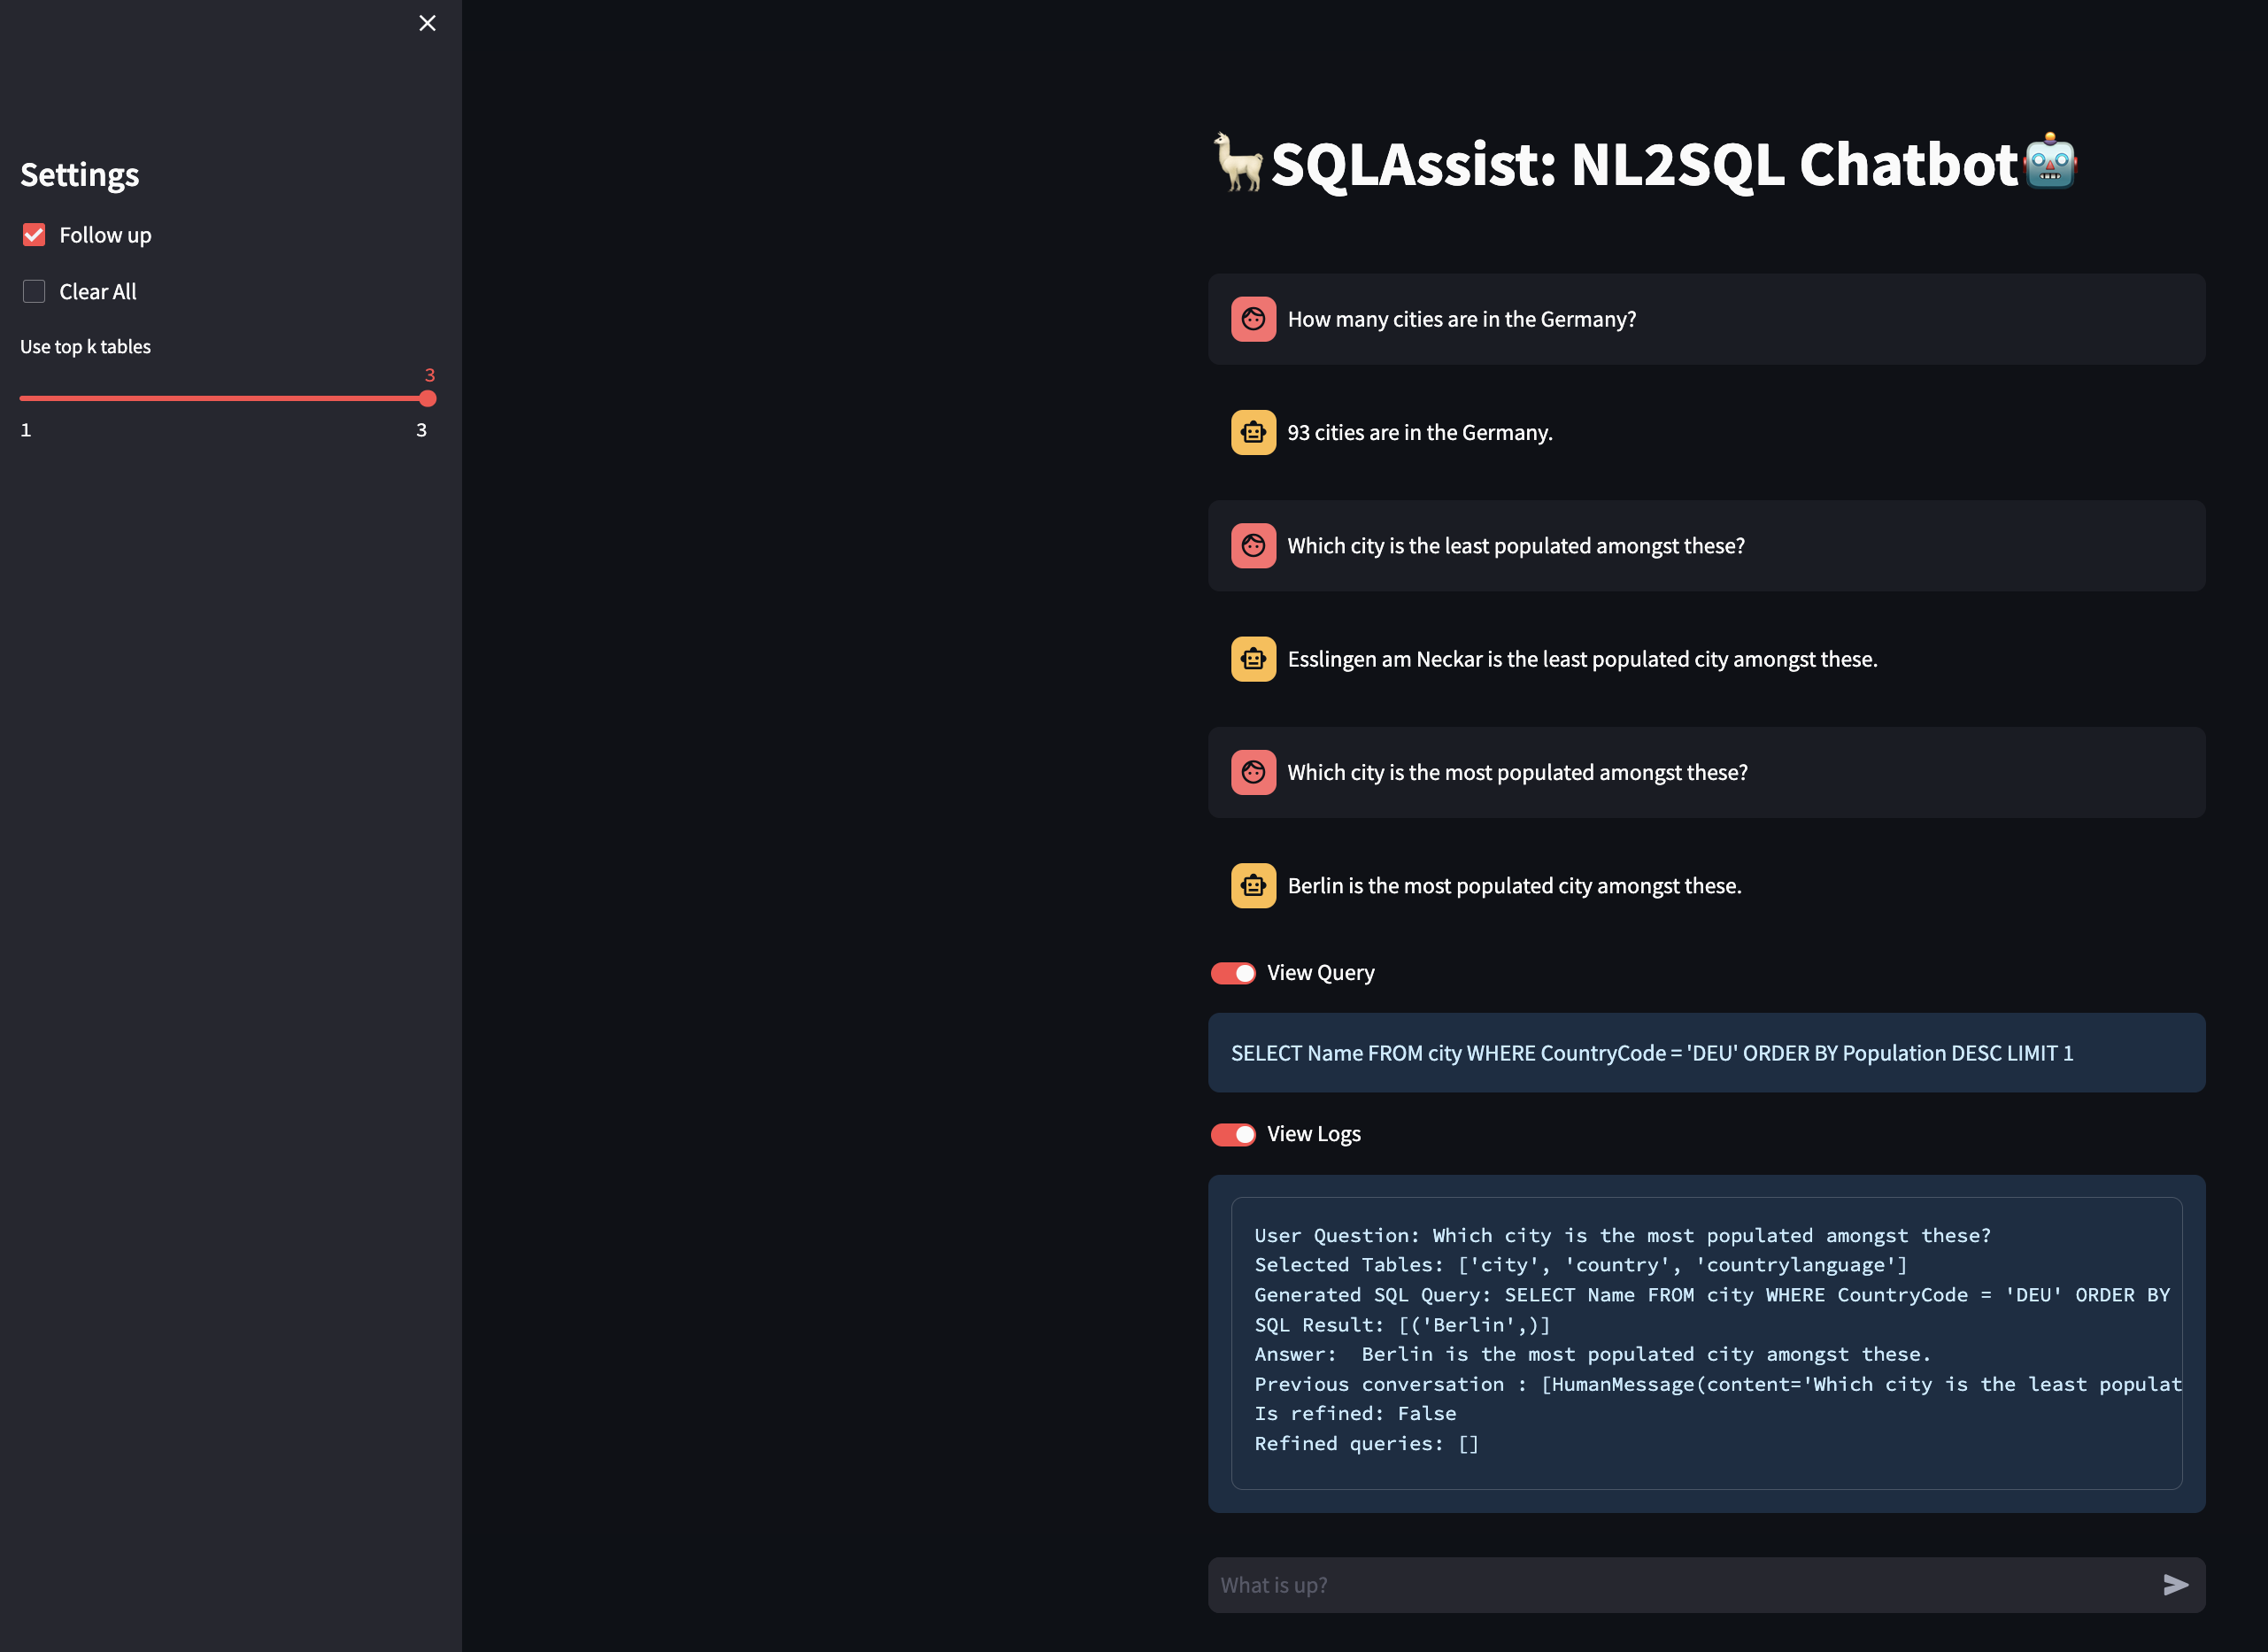 Settings
Follow up
Clear All
Use top k tables
3
1 3
SQLAssist: NL2SQL Chatbot
How many cities are in the Germany?
93 cities are in the Germany.
Which city is the least populated amongst these?
Esslingen am Neckar is the least populated city amongst these.
Which city is the most populated amongst these?
Berlin is the most populated city amongst these.
View Query
SELECT Name FROM city WHERE CountryCode = 'DEU' ORDER BY Population DESC LIMIT 1
View Logs
User Question: Which city is the most populated amongst these?
Selected Tables: ['city', 'country', 'countrylanguage']
Generated SQL Query: SELECT Name FROM city WHERE CountryCode = 'DEU' ORDER BY
SQL Result: [('Berlin',)]
Answer:  Berlin is the most populated city amongst these.
Previous conversation : [HumanMessage(content='Which city is the least populat
Is refined: False
Refined queries: []
What is up?